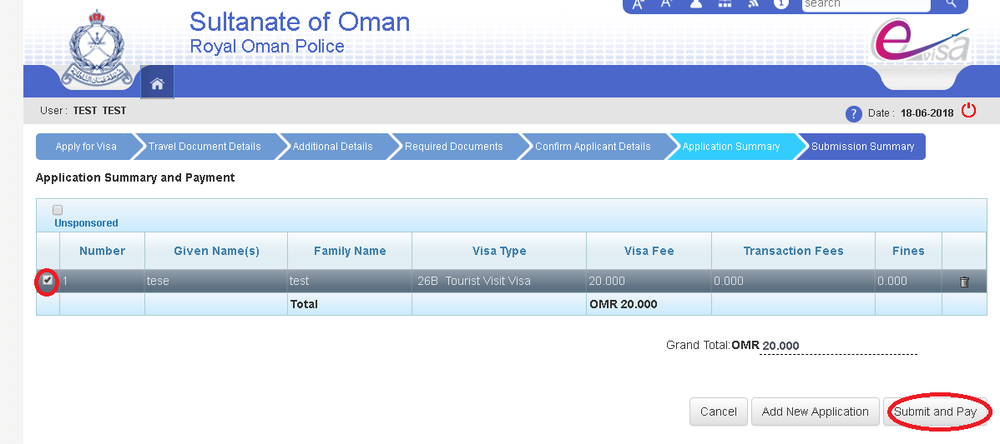 Sultanate of Oman
Royal Oman Police
A- A+ search
e visa
User : TEST TEST
? Date : 18-06-2018
Apply for Visa Travel Document Details Additional Details Required Documents Confirm Applicant Details Application Summary Submission Summary
Application Summary and Payment
Unsponsored
Number Given Name(s) Family Name Visa Type Visa Fee Transaction Fees Fines
1 tese test 26B Tourist Visit Visa 20.000 0.000 0.000
Total OMR 20.000
Grand Total:OMR 20.000
Cancel Add New Application Submit and Pay